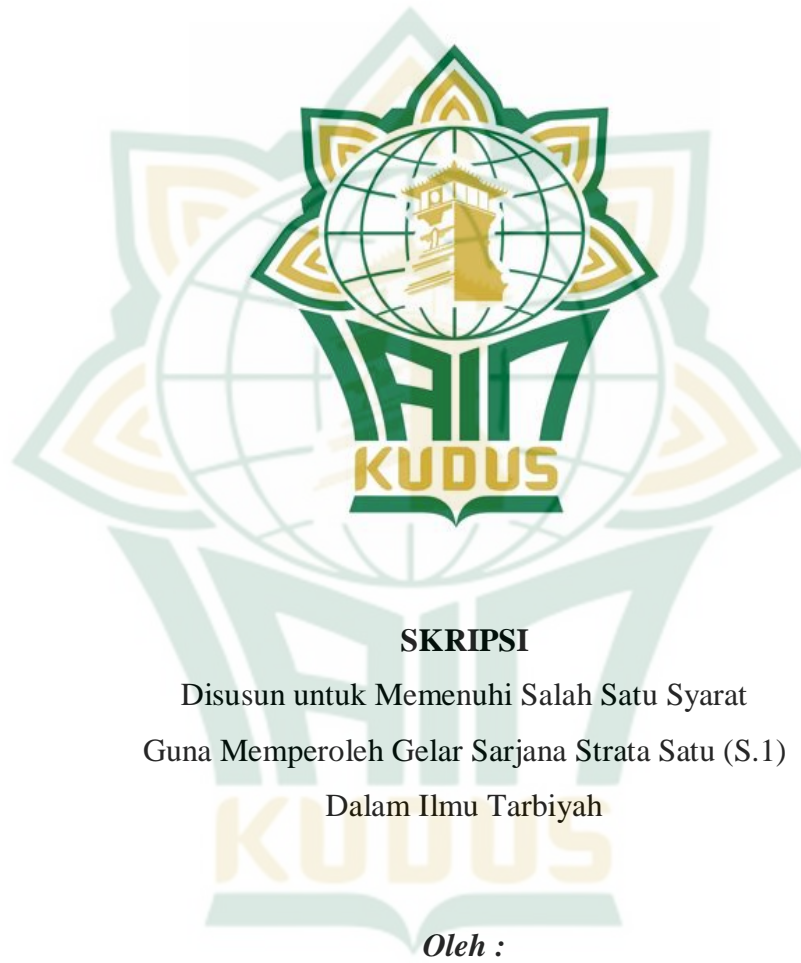 IAIN
KUDUS
SKRIPSI
Disusun untuk Memenuhi Salah Satu Syarat
Guna Memperoleh Gelar Sarjana Strata Satu (S.1)
Dalam Ilmu Tarbiyah
KUDUS
Oleh :